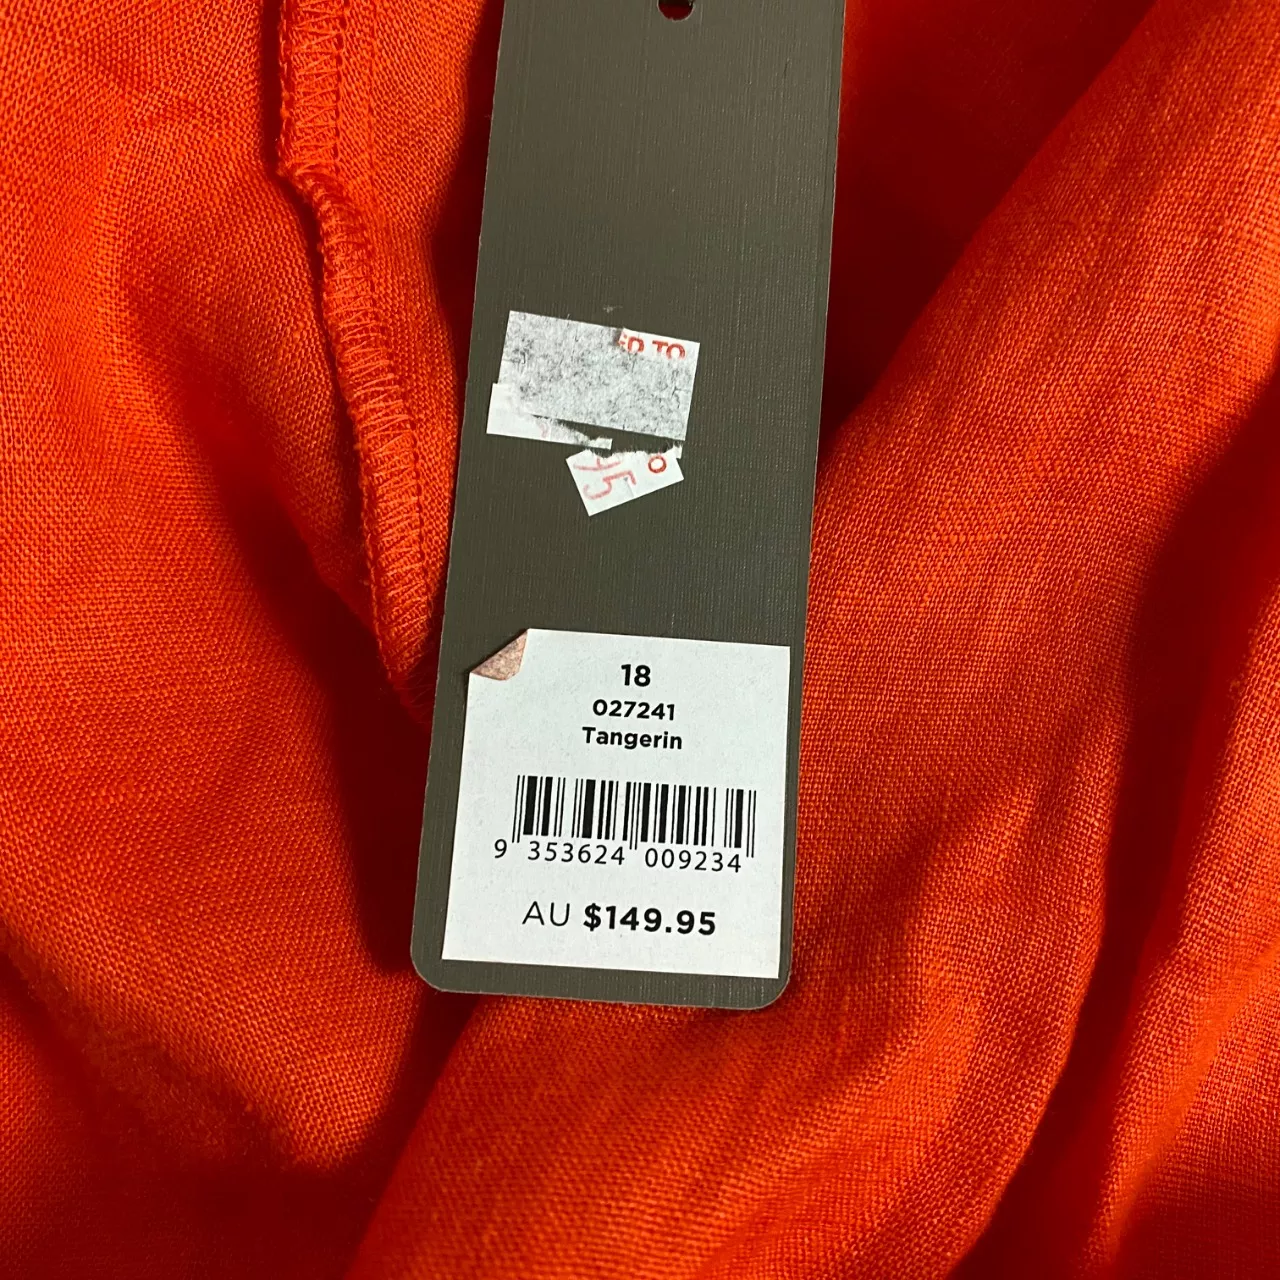 ED TO
O
95
18
027241
Tangerin
9 353624 009234
AU $149.95